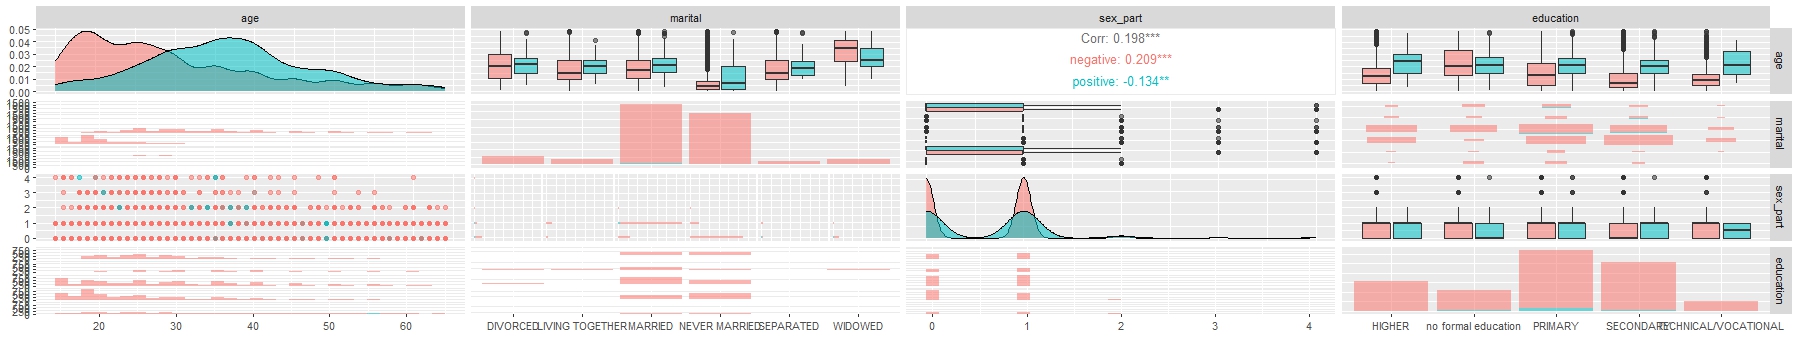 age
marital
sex_part
education
0.05
0.04
0.03
0.02
0.01
0.00
Corr: 0.198***
negative: 0.209***
positive: -0.134**
age
marital
4
3
2
1
0
sex_part
education
20
30
40
50
60
DIVORCED
LIVING TOGETHER
MARRIED
NEVER MARRIED
SEPARATED
WIDOWED
0
1
2
3
4
HIGHER
no formal education
PRIMARY
SECONDARY
TECHNICAL/VOCATIONAL